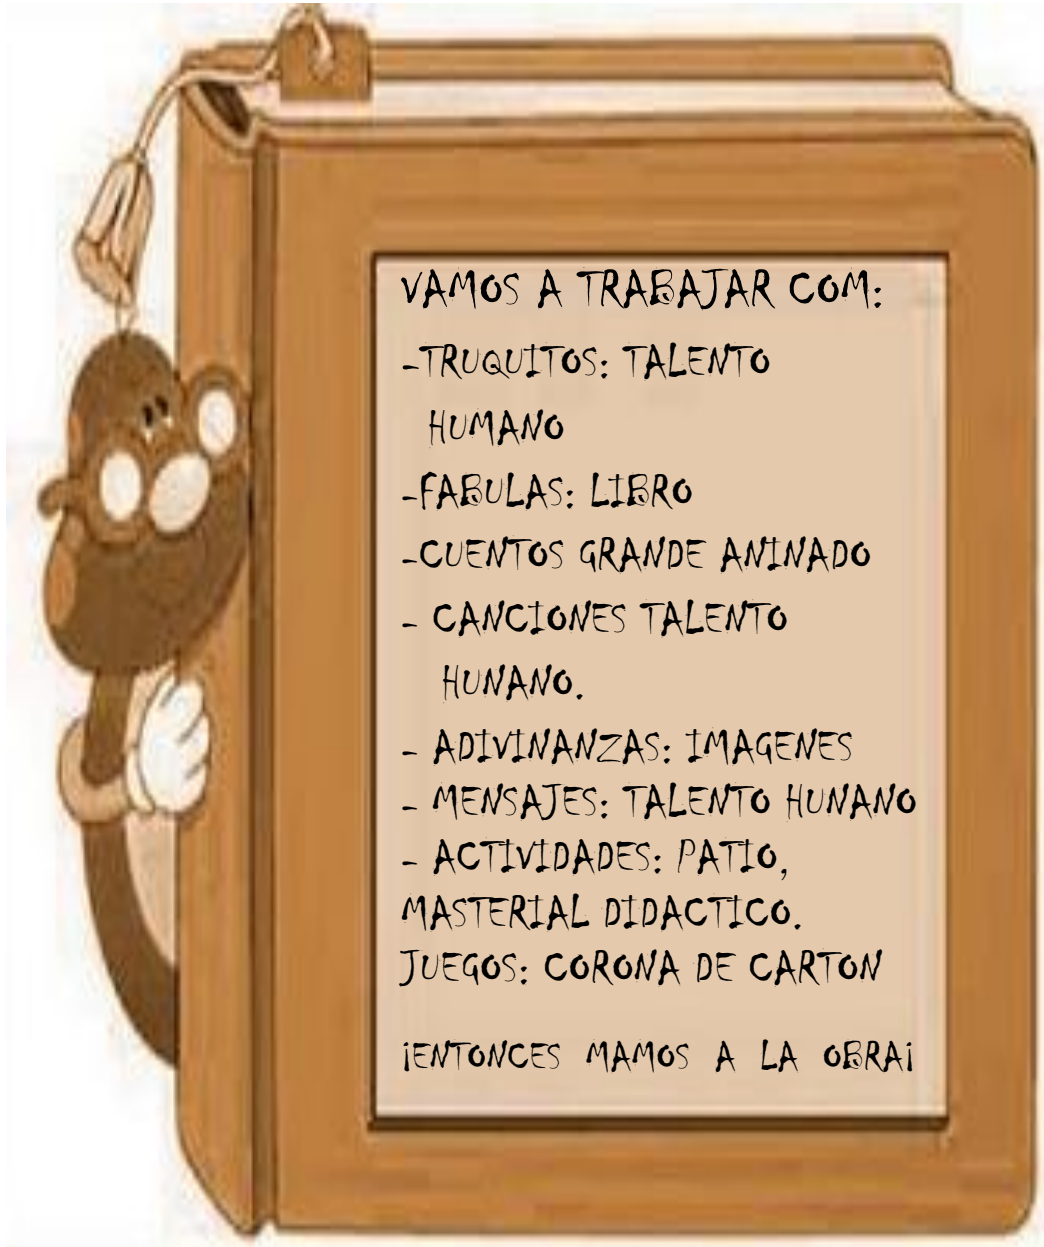 VAMOS A TRABAJAR COM:
-TRUQUITOS: TALENTO
HUMANO
-FABULAS: LIBRO
-CUENTOS GRANDE ANINADO
- CANCIONES TALENTO
HUNANO.
- ADIVINANZAS: IMAGENES
- MENSAJES: TALENTO HUNANO
- ACTIVIDADES: PATIO,
MASTERIAL DIDACTICO.
JUEGOS: CORONA DE CARTON
¡ENTONCES MAMOS A LA OBRA¡